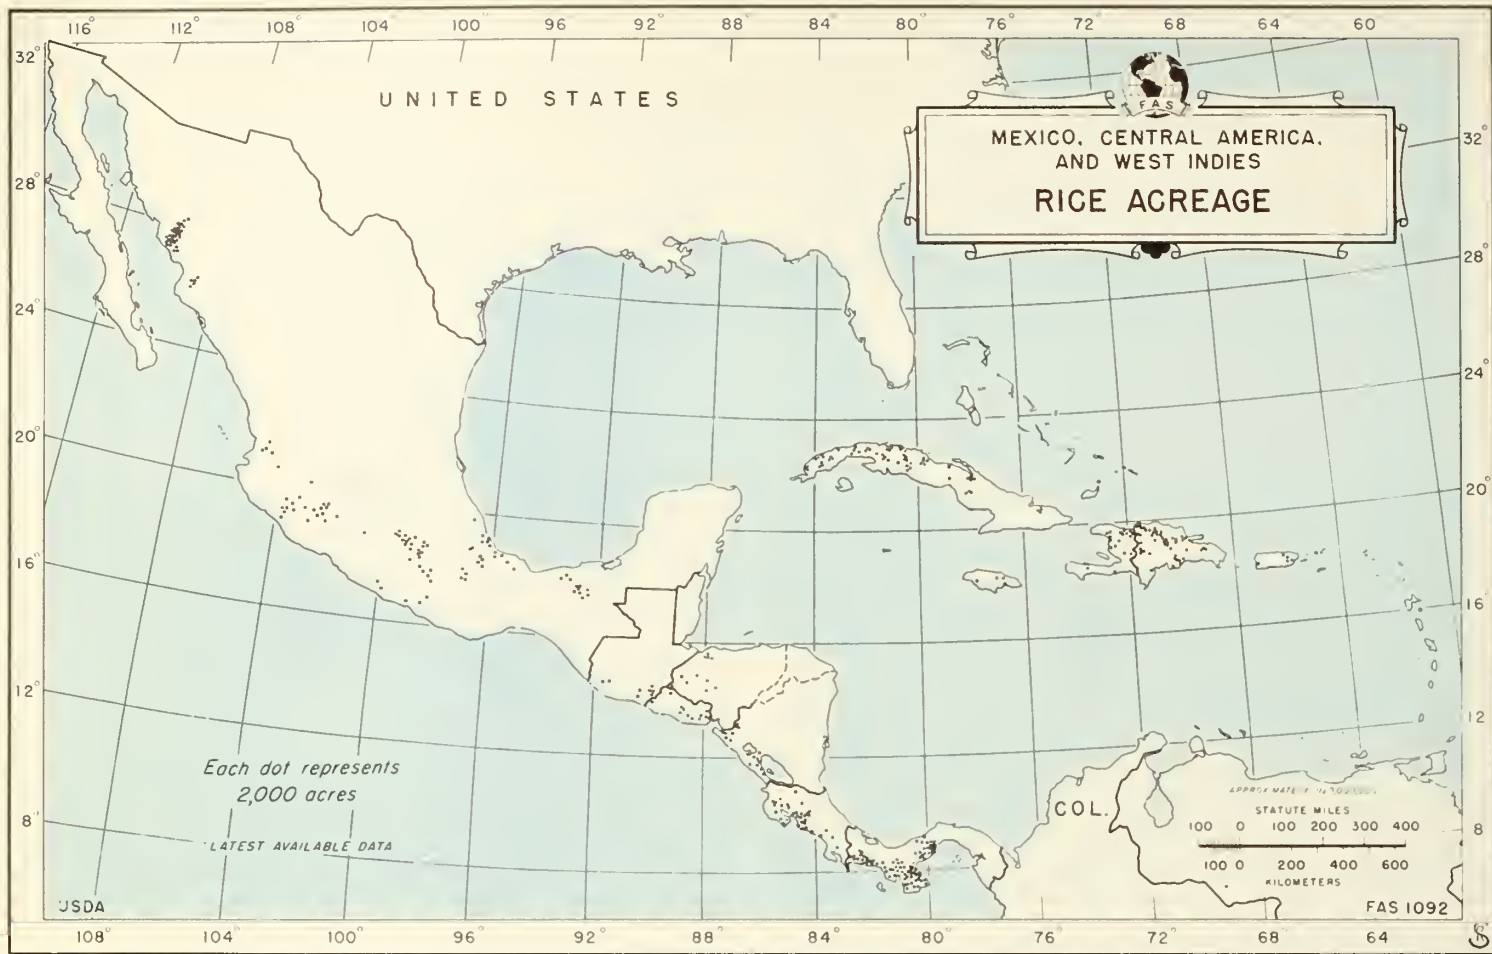 116° 112° 108° 104 100° 96° 92° 88° 84° 80° 76° 72° 68° 64 60
32°
28°
24°
20°
16°
12°
8°
UNITED STATES
FAS
MEXICO, CENTRAL AMERICA,
AND WEST INDIES
RICE ACREAGE
32°
28°
24°
20°
16
12
8
Each dot represents
2,000 acres
LATEST AVAILABLE DATA
COL.
STATUTE MILES
100 0 100 200 300 400
100 0 200 400 600
KILOMETERS
USDA
FAS 1092
108° 104° 100° 96° 92° 88° 84° 80° 76° 72° 68° 64